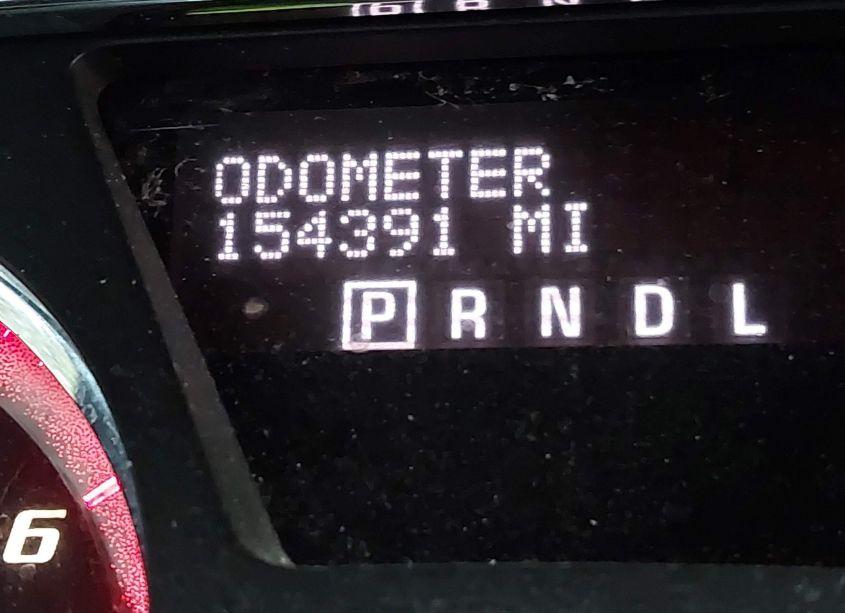 ODOMETER
154391 MI
P R N D L
6